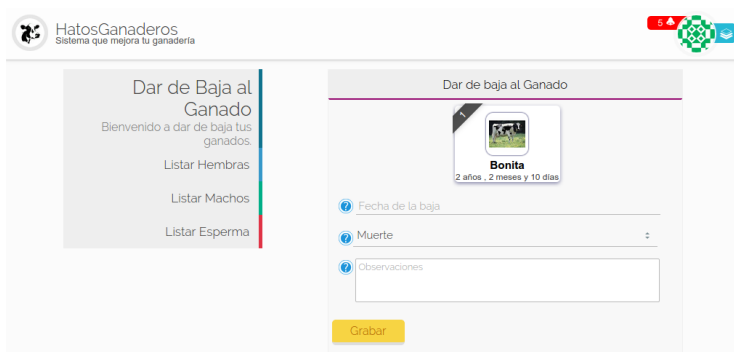 HatosGanaderos
Sistema que mejora tu ganadería
5
Dar de Baja al
Ganado
Bienvenido a dar de baja tus
ganados.
Listar Hembras
Listar Machos
Listar Esperma
Dar de baja al Ganado
1
Bonita
2 años , 2 meses y 10 días
? Fecha de la baja
? Muerte
? Observaciones
Grabar